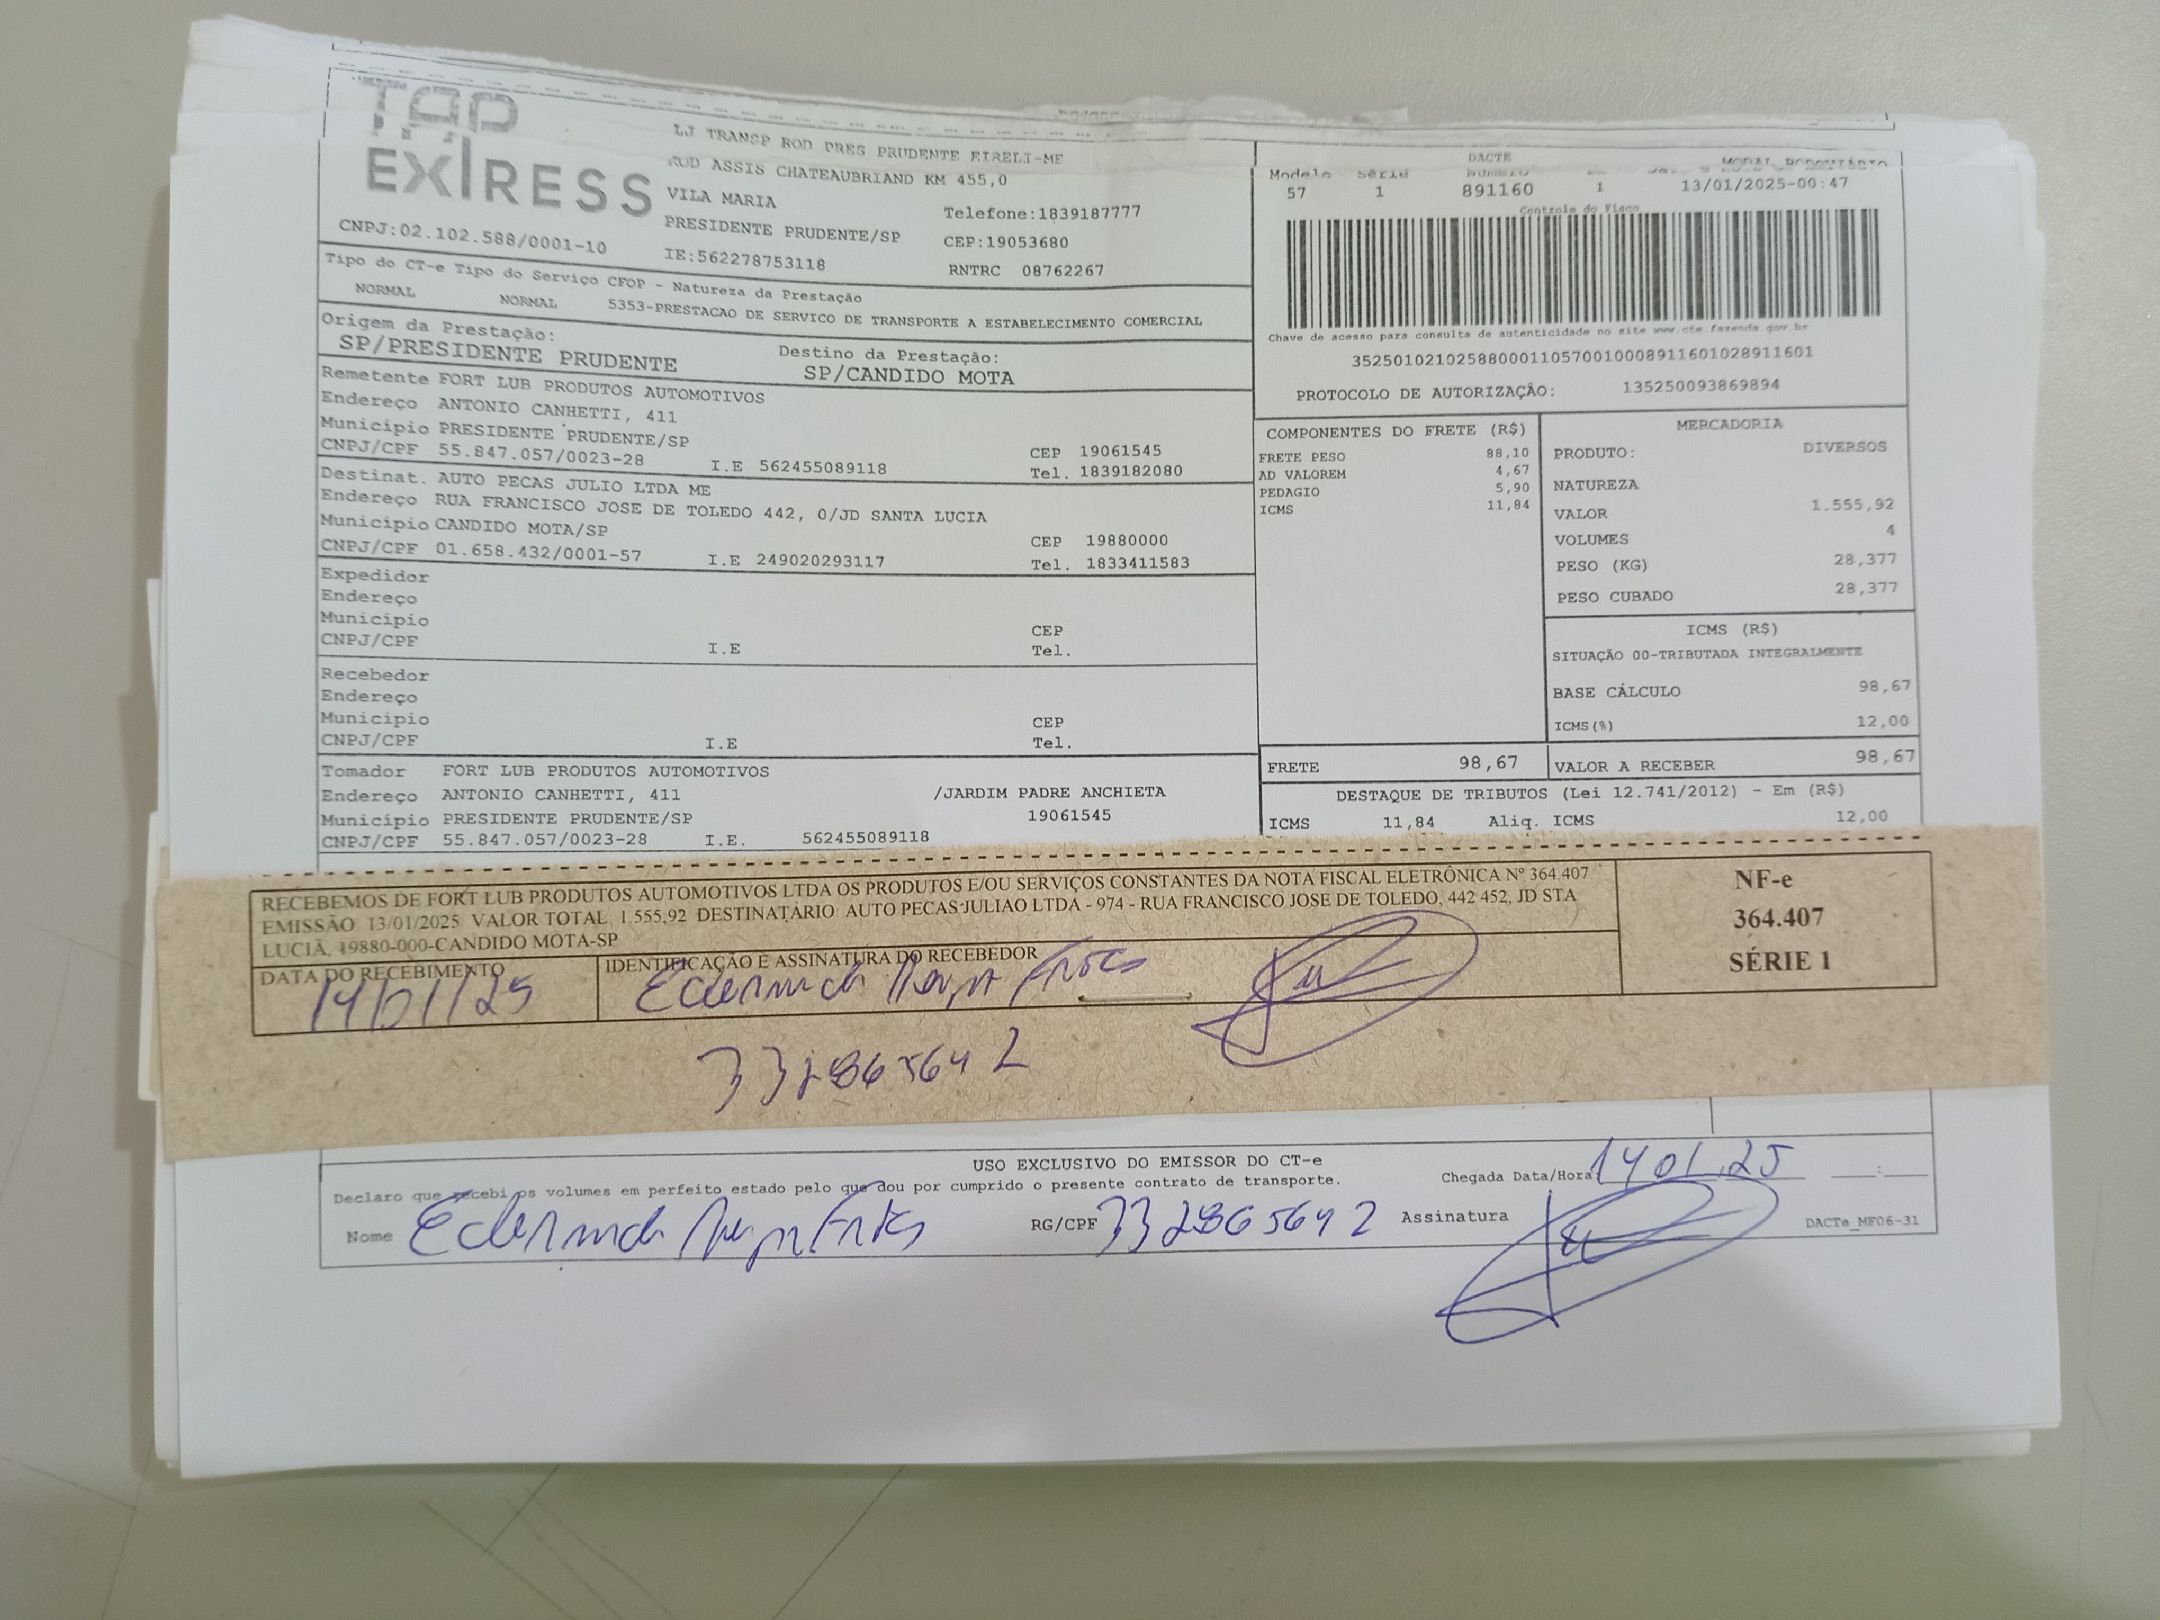 EXPRESS
LJ TRANSP ROD PRES PRUDENTE EIRELI-ME
ROD ASSIS CHATEAUBRIAND KM 455,0
VILA MARIA
Telefone:1839187777
PRESIDENTE PRUDENTE/SP
CEP:19053680
CNPJ:02.102.588/0001-10
IE:562278753118
RNTRC 08762267
DACTE
Modelo Série Número
57 1 891160 1 13/01/2025-00:47
Controle do Fisco
Chave de acesso para consulta de autenticidade no site www.cte.fazenda.gov.br
35250102102588000110570010008911601028911601
PROTOCOLO DE AUTORIZAÇÃO: 135250093869894
Tipo do CT-e Tipo do Serviço CFOP - Natureza da Prestação
NORMAL NORMAL 5353-PRESTACAO DE SERVICO DE TRANSPORTE A ESTABELECIMENTO COMERCIAL
Origem da Prestação:
SP/PRESIDENTE PRUDENTE
Destino da Prestação:
SP/CANDIDO MOTA
Remetente FORT LUB PRODUTOS AUTOMOTIVOS
Endereço ANTONIO CANHETTI, 411
Município PRESIDENTE PRUDENTE/SP CEP 19061545
CNPJ/CPF 55.847.057/0023-28 I.E 562455089118 Tel. 1839182080
Destinat. AUTO PECAS JULIO LTDA ME
Endereço RUA FRANCISCO JOSE DE TOLEDO 442, 0/JD SANTA LUCIA
Município CANDIDO MOTA/SP CEP 19880000
CNPJ/CPF 01.658.432/0001-57 I.E 249020293117 Tel. 1833411583
Expedidor
Endereço
Município CEP
CNPJ/CPF I.E Tel.
Recebedor
Endereço
Município CEP
CNPJ/CPF I.E Tel.
Tomador FORT LUB PRODUTOS AUTOMOTIVOS
Endereço ANTONIO CANHETTI, 411 /JARDIM PADRE ANCHIETA
Município PRESIDENTE PRUDENTE/SP 19061545
CNPJ/CPF 55.847.057/0023-28 I.E. 562455089118
COMPONENTES DO FRETE (R$)
FRETE PESO 88,10
AD VALOREM 4,67
PEDAGIO 5,90
ICMS 11,84
MERCADORIA
PRODUTO: DIVERSOS
NATUREZA
VALOR 1.555,92
VOLUMES 4
PESO (KG) 28,377
PESO CUBADO 28,377
ICMS (R$)
SITUAÇÃO 00-TRIBUTADA INTEGRALMENTE
BASE CÁLCULO 98,67
ICMS(%) 12,00
FRETE 98,67 VALOR A RECEBER 98,67
DESTAQUE DE TRIBUTOS (Lei 12.741/2012) - Em (R$)
ICMS 11,84 Aliq. ICMS 12,00
RECEBEMOS DE FORT LUB PRODUTOS AUTOMOTIVOS LTDA OS PRODUTOS E/OU SERVIÇOS CONSTANTES DA NOTA FISCAL ELETRÔNICA Nº 364.407
EMISSÃO 13/01/2025 VALOR TOTAL 1.555,92 DESTINATÁRIO: AUTO PECAS JULIAO LTDA - 974 - RUA FRANCISCO JOSE DE TOLEDO, 442 452, JD STA
LUCIA, 19880-000-CANDIDO MOTA-SP
DATA DO RECEBIMENTO
14/01/25
IDENTIFICAÇÃO E ASSINATURA DO RECEBEDOR
332865642
NF-e
364.407
SÉRIE 1
USO EXCLUSIVO DO EMISSOR DO CT-e
Declaro que recebi os volumes em perfeito estado pelo que dou por cumprido o presente contrato de transporte.
Chegada Data/Hora: 14 01.25 :
Nome RG/CPF 332865642 Assinatura
DACTe_MF06-31